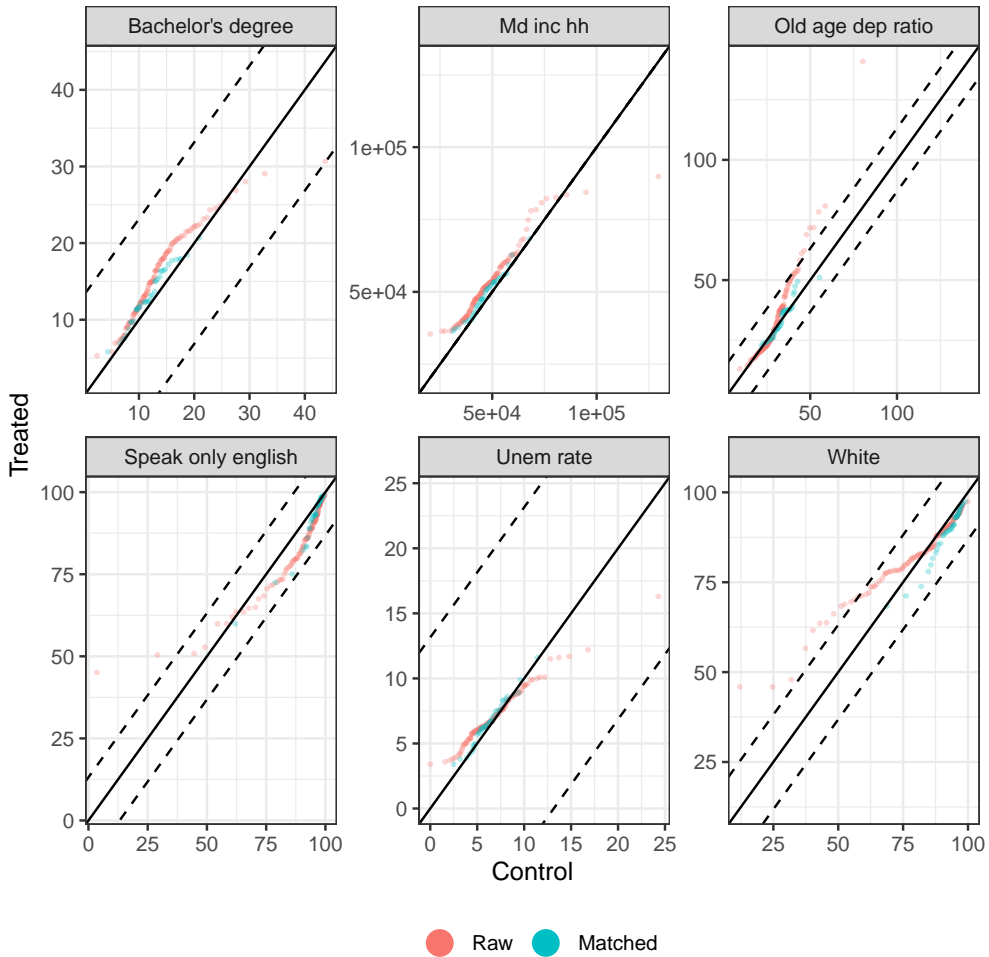 Bachelor's degree
Md inc hh
Old age dep ratio
40
30
20
10
1e+05
5e+04
100
50
10 20 30 40
5e+04 1e+05
50 100
Treated
Speak only english
Unem rate
White
100
75
50
25
0
25
20
15
10
5
0
100
75
50
25
0 25 50 75 100
0 5 10 15 20 25
25 50 75 100
Control
Raw Matched